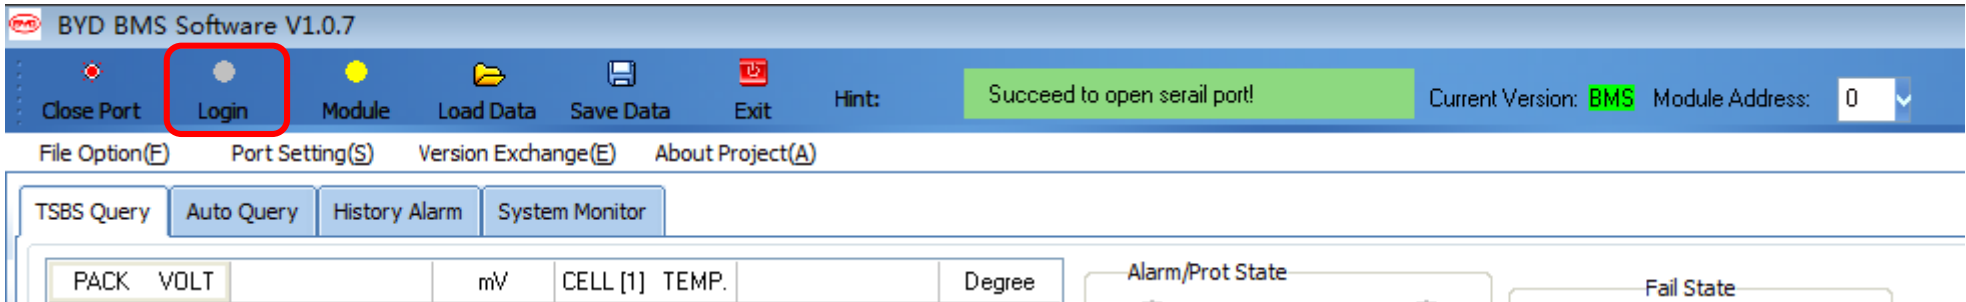 BYD BMS Software V1.0.7
Close Port Login Module Load Data Save Data Exit Hint: Succeed to open serail port! Current Version: BMS Module Address: 0
File Option(F) Port Setting(S) Version Exchange(E) About Project(A)
TSBS Query Auto Query History Alarm System Monitor
PACK VOLT mV CELL [1] TEMP. Degree Alarm/Prot State Fail State